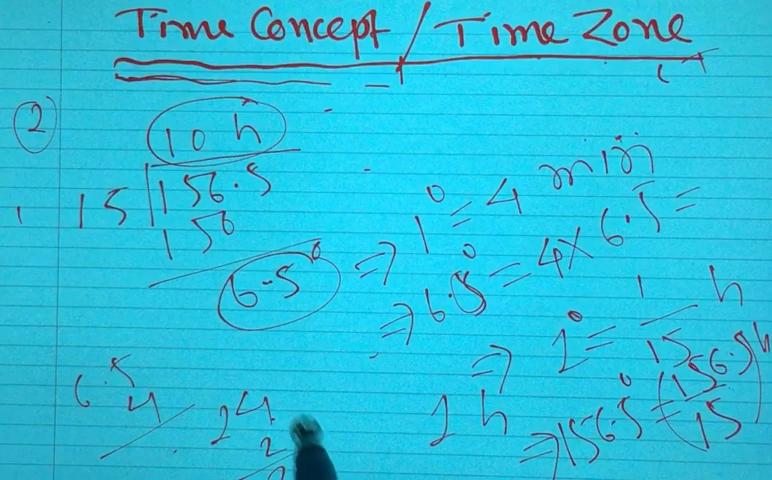 Time Concept / Time Zone
②
10 h
15 156.5
150
6.5°
⇒ 1° = 4 min
⇒ 6.5° = 4 × 6.5 =
⇒ 1° = 1/15 h
1 h
⇒ 156.5° = (156.5/15) h
6.5
4
24
2